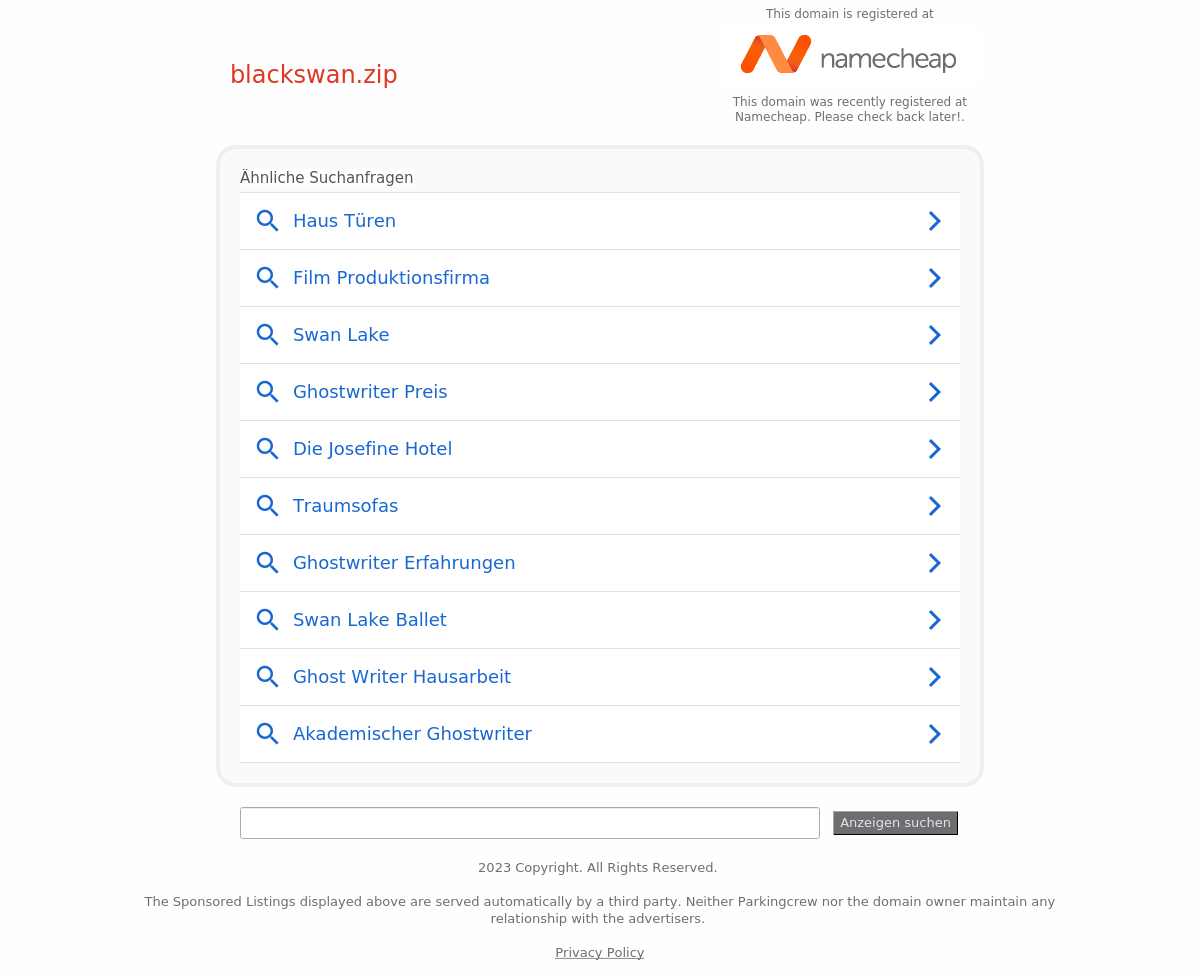 This domain is registered at
namecheap
blackswan.zip
This domain was recently registered at
Namecheap. Please check back later!.
Ähnliche Suchanfragen
Haus Türen
Film Produktionsfirma
Swan Lake
Ghostwriter Preis
Die Josefine Hotel
Traumsofas
Ghostwriter Erfahrungen
Swan Lake Ballet
Ghost Writer Hausarbeit
Akademischer Ghostwriter
Anzeigen suchen
2023 Copyright. All Rights Reserved.
The Sponsored Listings displayed above are served automatically by a third party. Neither Parkingcrew nor the domain owner maintain any
relationship with the advertisers.
Privacy Policy